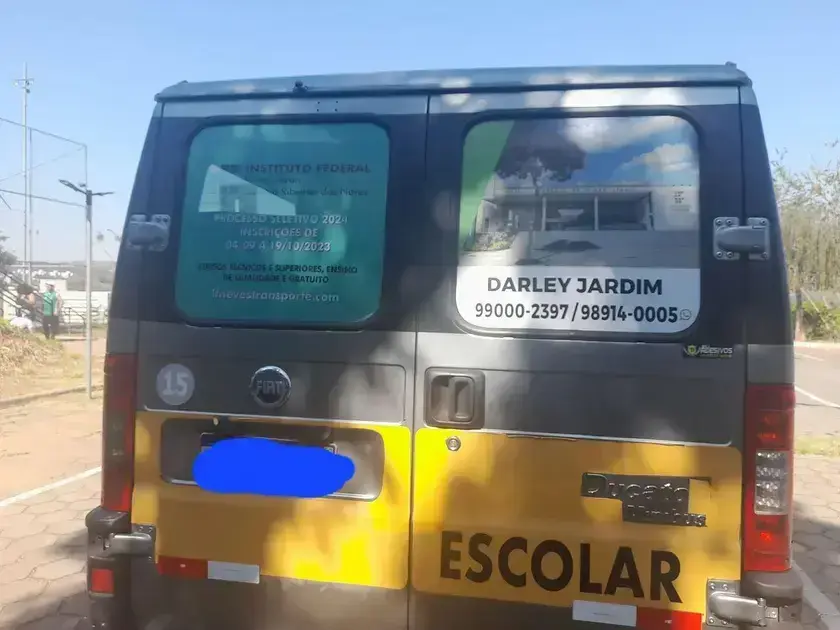 INSTITUTO FEDERAL
PROCESSO SELETIVO 2024
INSCRIÇÕES DE
04/09 A 19/10/2023
CURSOS TÉCNICOS E SUPERIORES, ENSINO
DE QUALIDADE E GRATUITO
DARLEY JARDIM
99000-2397 / 98914-0005
ADESIVOS
15
FIAT
Ducato
ESCOLAR